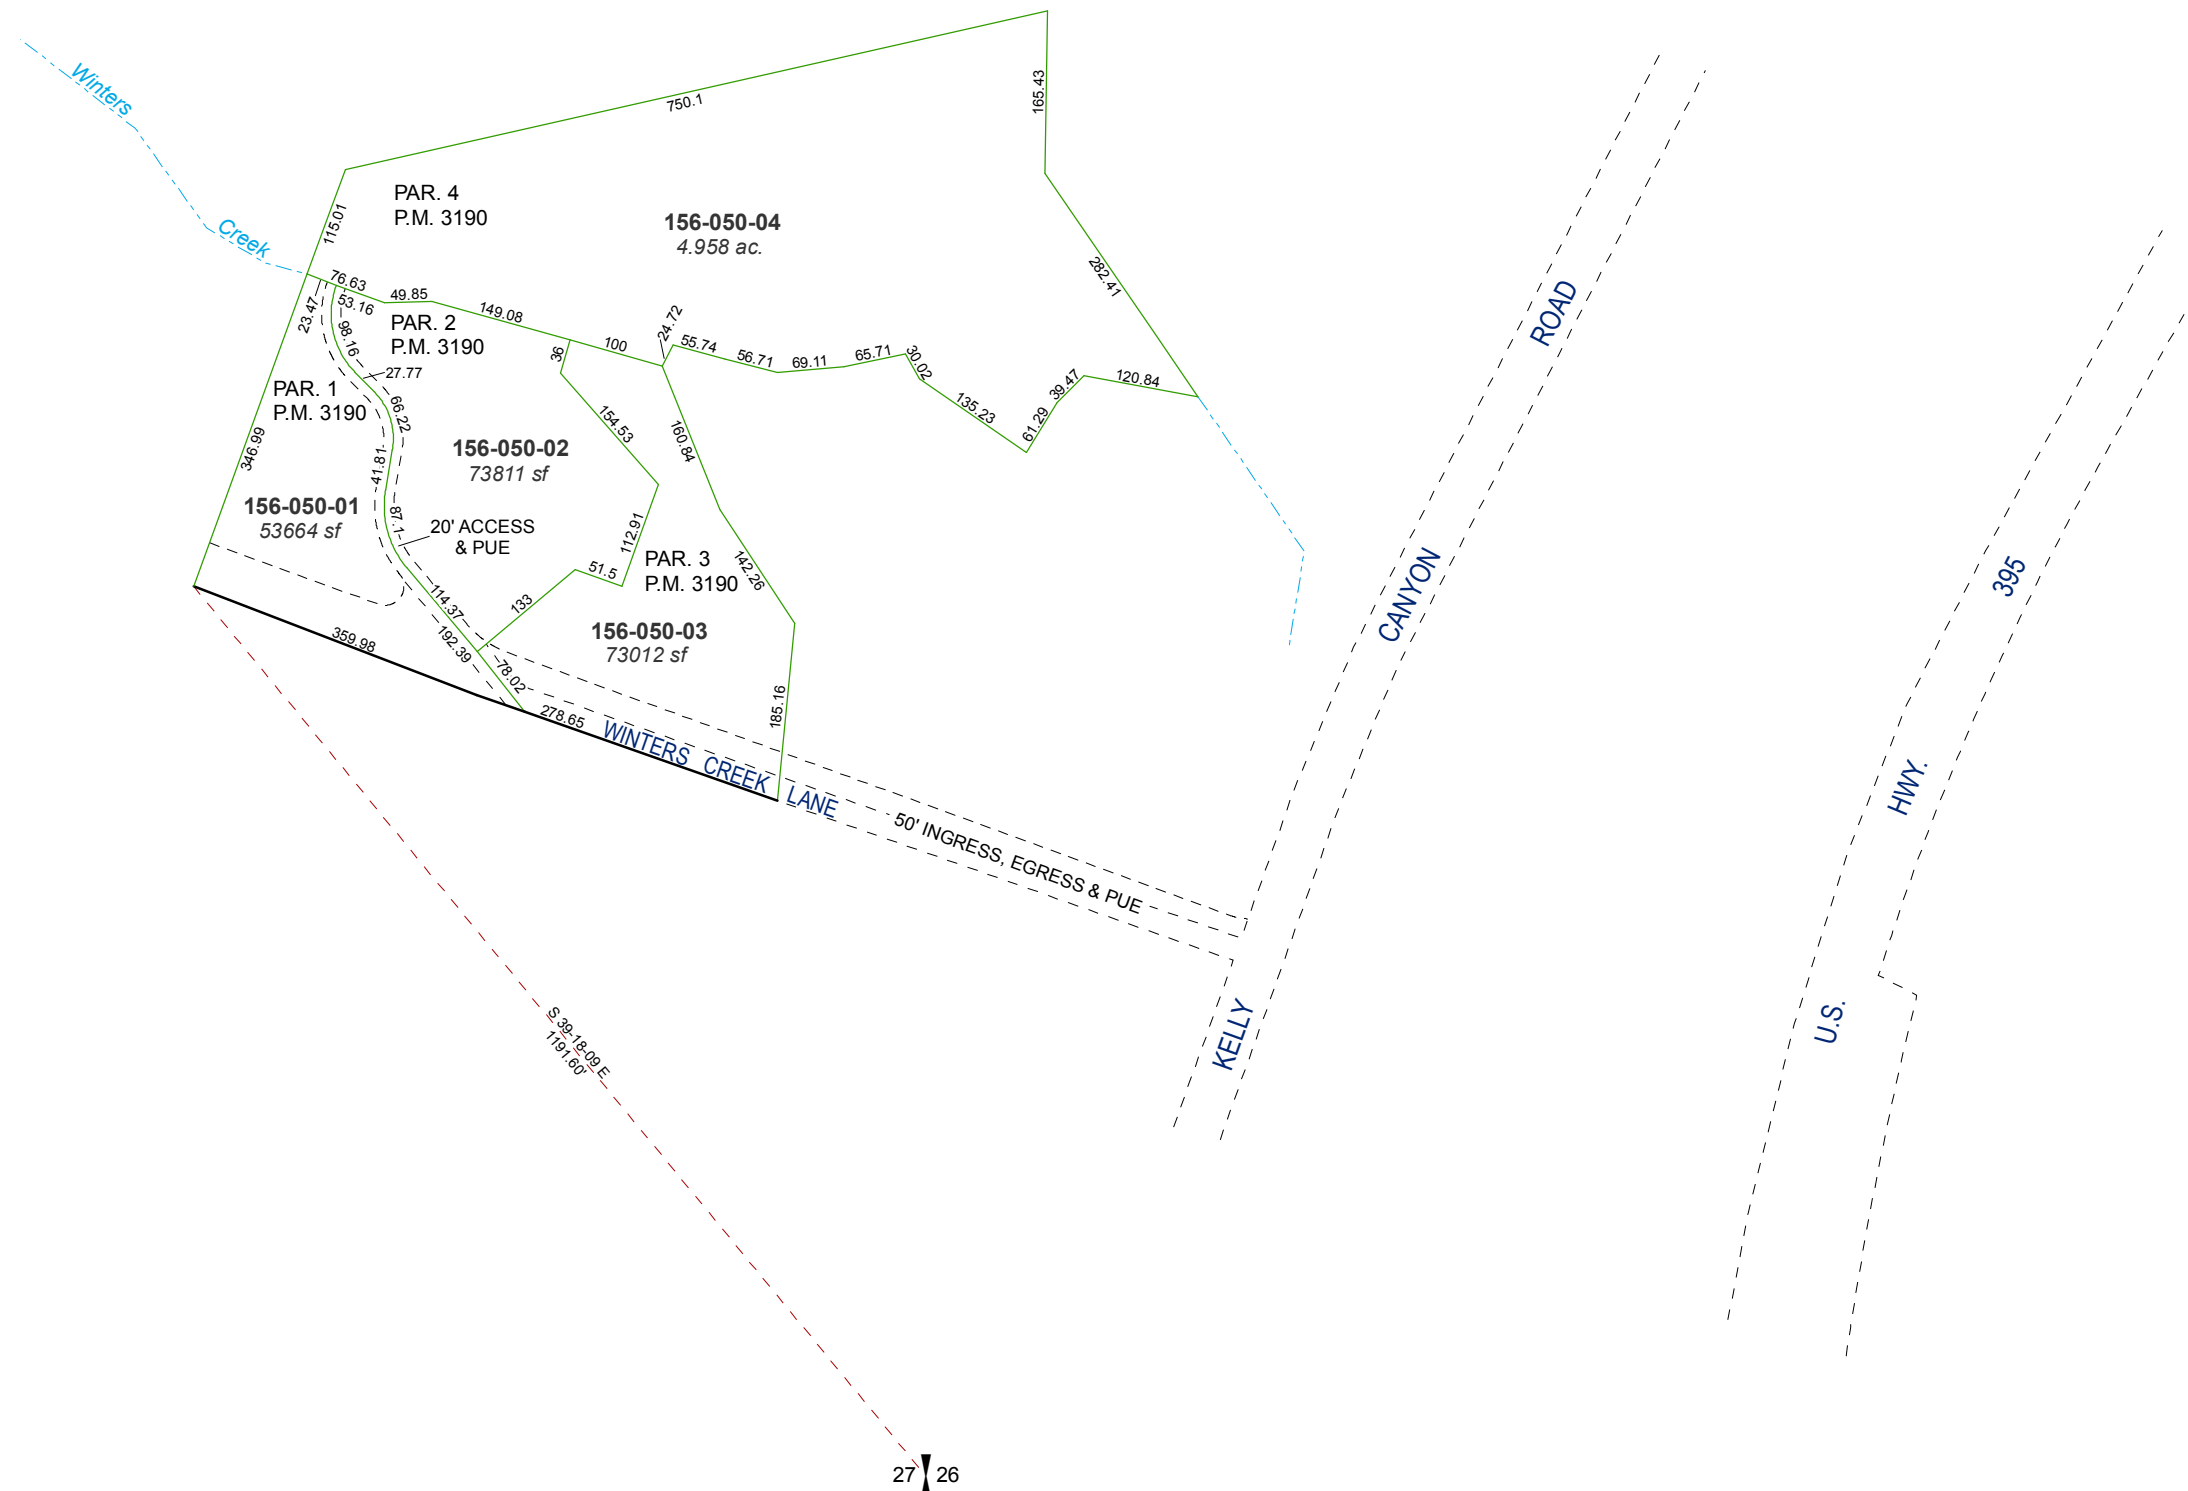 750.1
165.43
Winters
Creek
115.01
PAR. 4
P.M. 3190
156-050-04
4.958 ac.
282.41
76.63
49.85
149.08
100
24.72
55.74
56.71
69.11
65.71
30.02
135.23
61.29
39.47
120.84
23.47
53.16
98.16
27.77
PAR. 2
P.M. 3190
36
PAR. 1
P.M. 3190
66.22
154.53
160.84
346.99
41.81
156-050-02
73811 sf
156-050-01
53664 sf
87.1
20' ACCESS
& PUE
112.91
51.5
PAR. 3
P.M. 3190
142.26
114.37
133
192.39
156-050-03
73012 sf
359.98
78.02
278.65
185.16
WINTERS CREEK LANE
50' INGRESS, EGRESS & PUE
KELLY
CANYON
ROAD
U.S.
HWY.
395
S 39-18-09 E
1191.60'
27 26